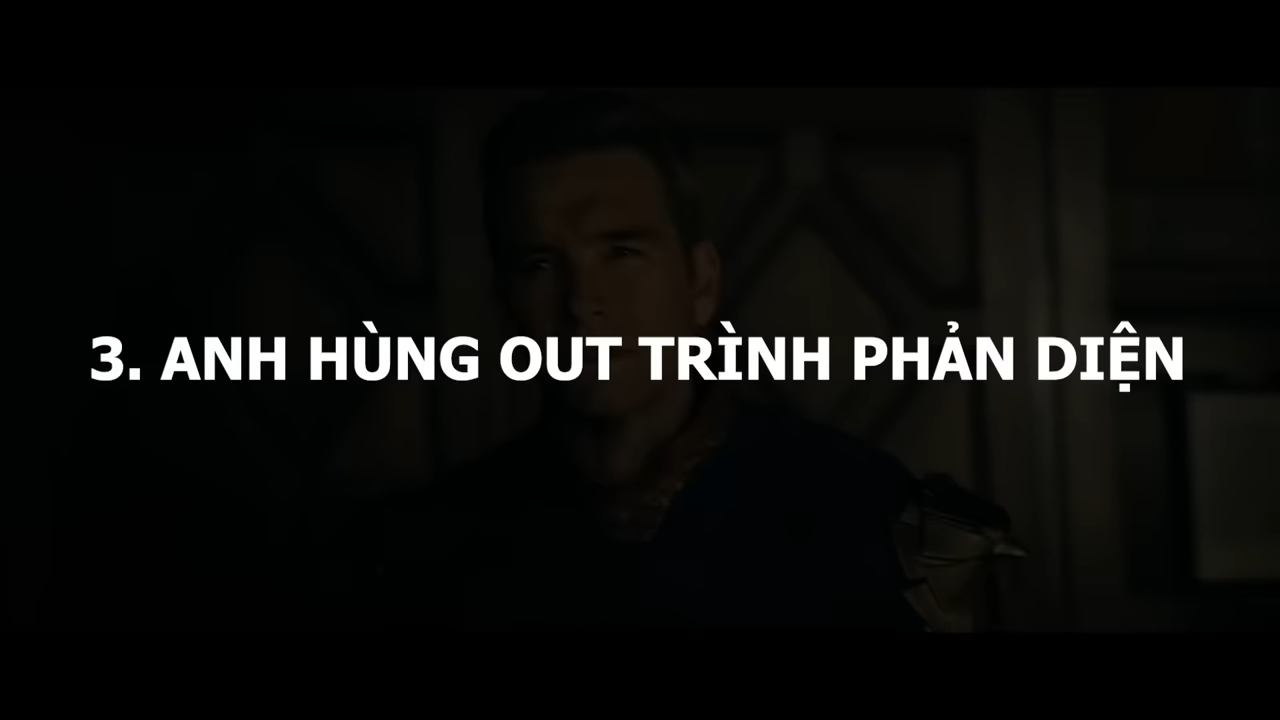 3. ANH HÙNG OUT TRÌNH PHẢN DIỆN